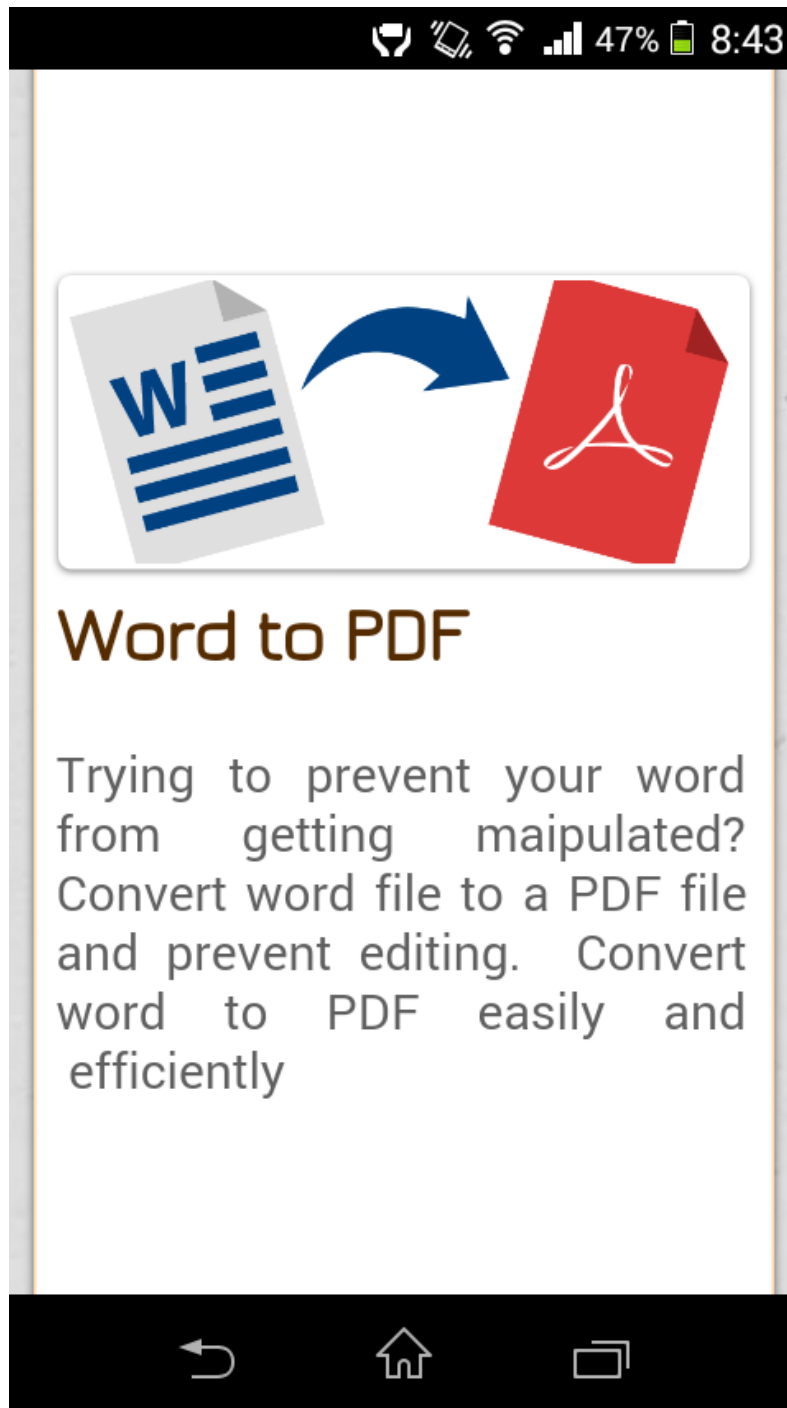 47% 8:43
W
Word to PDF
Trying to prevent your word
from getting maipulated?
Convert word file to a PDF file
and prevent editing. Convert
word to PDF easily and
efficiently